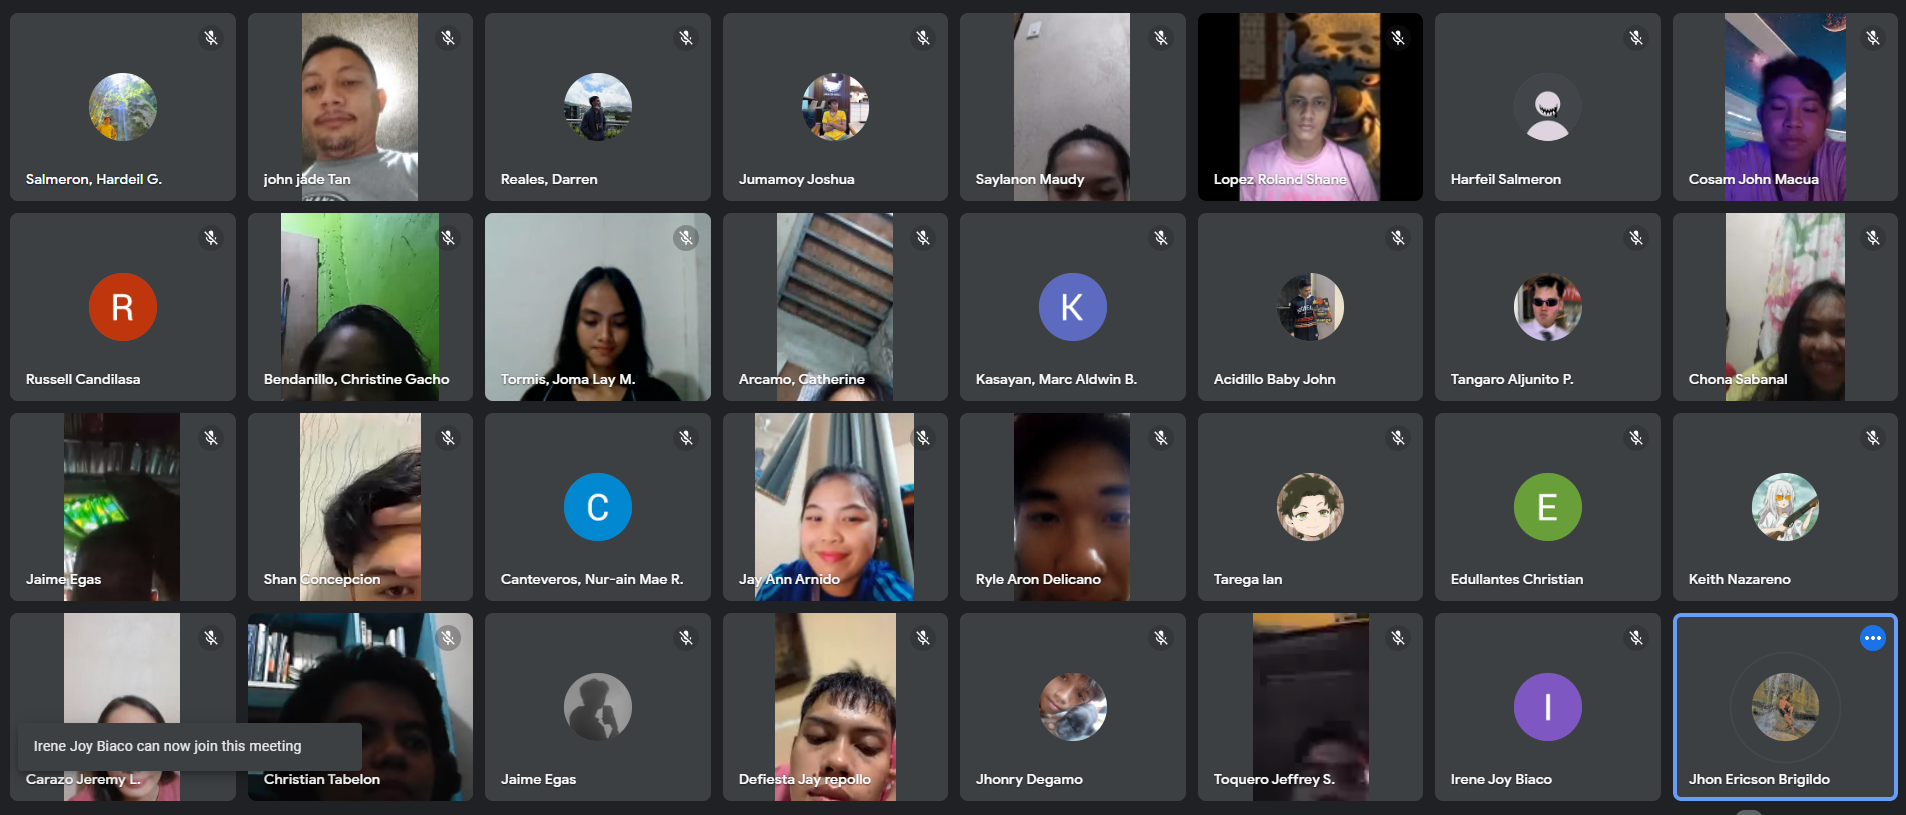 Salmeron, Hardeil G.
john jade Tan
Reales, Darren
Jumamoy Joshua
Saylanon Maudy
Lopez Roland Shane
Harfeil Salmeron
Cosam John Macua
R
Russell Candilasa
Bendanillo, Christine Gacho
Tormis, Joma Lay M.
Arcamo, Catherine
K
Kasayan, Marc Aldwin B.
Acidillo Baby John
Tangaro Aljunito P.
Chona Sabanal
Jaime Egas
Shan Concepcion
C
Canteveros, Nur-ain Mae R.
Jay Ann Arnido
Ryle Aron Delicano
Tarega Ian
E
Edullantes Christian
Keith Nazareno
Irene Joy Biaco can now join this meeting
Carazo Jeremy L.
Christian Tabelon
Jaime Egas
Defiesta Jay repollo
Jhonry Degamo
Toquero Jeffrey S.
I
Irene Joy Biaco
Jhon Ericson Brigildo